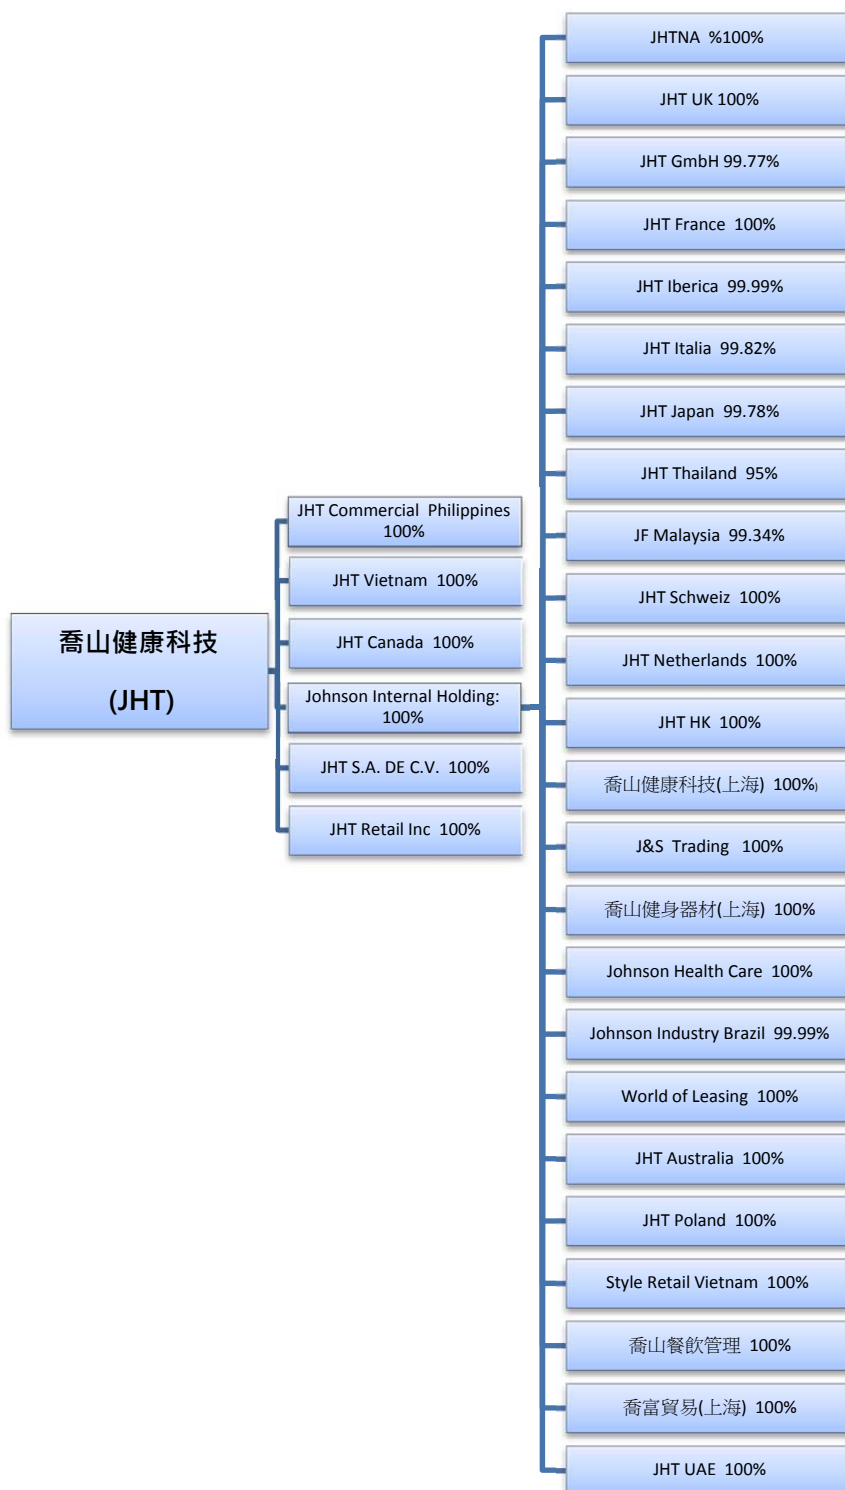 喬山健康科技
(JHT)
JHT Commercial Philippines
100%
JHT Vietnam 100%
JHT Canada 100%
Johnson Internal Holding:
100%
JHT S.A. DE C.V. 100%
JHT Retail Inc 100%
JHTNA %100%
JHT UK 100%
JHT GmbH 99.77%
JHT France 100%
JHT Iberica 99.99%
JHT Italia 99.82%
JHT Japan 99.78%
JHT Thailand 95%
JF Malaysia 99.34%
JHT Schweiz 100%
JHT Netherlands 100%
JHT HK 100%
喬山健康科技(上海) 100%)
J&S Trading 100%
喬山健身器材(上海) 100%
Johnson Health Care 100%
Johnson Industry Brazil 99.99%
World of Leasing 100%
JHT Australia 100%
JHT Poland 100%
Style Retail Vietnam 100%
喬山餐飲管理 100%
喬富貿易(上海) 100%
JHT UAE 100%